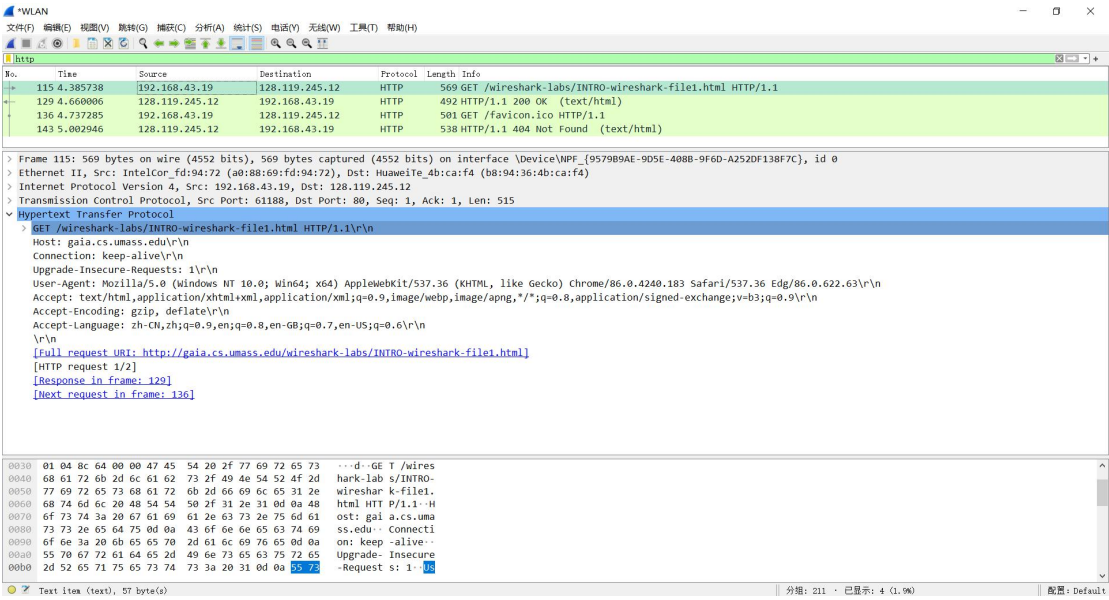 *WLAN
文件(F) 编辑(E) 视图(V) 跳转(G) 捕获(C) 分析(A) 统计(S) 电话(Y) 无线(W) 工具(T) 帮助(H)
http
No. Time Source Destination Protocol Length Info
115 4.385738 192.168.43.19 128.119.245.12 HTTP 569 GET /wireshark-labs/INTRO-wireshark-file1.html HTTP/1.1
129 4.660006 128.119.245.12 192.168.43.19 HTTP 492 HTTP/1.1 200 OK (text/html)
136 4.737285 192.168.43.19 128.119.245.12 HTTP 501 GET /favicon.ico HTTP/1.1
143 5.002946 128.119.245.12 192.168.43.19 HTTP 538 HTTP/1.1 404 Not Found (text/html)
> Frame 115: 569 bytes on wire (4552 bits), 569 bytes captured (4552 bits) on interface \Device\NPF_{9579B9AE-9D5E-408B-9F6D-A252DF138F7C}, id 0
> Ethernet II, Src: IntelCor_fd:94:72 (a0:88:69:fd:94:72), Dst: HuaweiTe_4b:ca:f4 (b8:94:36:4b:ca:f4)
> Internet Protocol Version 4, Src: 192.168.43.19, Dst: 128.119.245.12
> Transmission Control Protocol, Src Port: 61188, Dst Port: 80, Seq: 1, Ack: 1, Len: 515
Hypertext Transfer Protocol
> GET /wireshark-labs/INTRO-wireshark-file1.html HTTP/1.1\r\n
Host: gaia.cs.umass.edu\r\n
Connection: keep-alive\r\n
Upgrade-Insecure-Requests: 1\r\n
User-Agent: Mozilla/5.0 (Windows NT 10.0; Win64; x64) AppleWebKit/537.36 (KHTML, like Gecko) Chrome/86.0.4240.183 Safari/537.36 Edg/86.0.622.63\r\n
Accept: text/html,application/xhtml+xml,application/xml;q=0.9,image/webp,image/apng,*/*;q=0.8,application/signed-exchange;v=b3;q=0.9\r\n
Accept-Encoding: gzip, deflate\r\n
Accept-Language: zh-CN,zh;q=0.9,en;q=0.8,en-GB;q=0.7,en-US;q=0.6\r\n
\r\n
[Full request URI: http://gaia.cs.umass.edu/wireshark-labs/INTRO-wireshark-file1.html]
[HTTP request 1/2]
[Response in frame: 129]
[Next request in frame: 136]
0030 01 04 8c 64 00 00 47 45 54 20 2f 77 69 72 65 73 ···d··GE T /wires
0040 68 61 72 6b 2d 6c 61 62 73 2f 49 4e 54 52 4f 2d hark-lab s/INTRO-
0050 77 69 72 65 73 68 61 72 6b 2d 66 69 6c 65 31 2e wireshar k-file1.
0060 68 74 6d 6c 20 48 54 54 50 2f 31 2e 31 0d 0a 48 html HTT P/1.1··H
0070 6f 73 74 3a 20 67 61 69 61 2e 63 73 2e 75 6d 61 ost: gai a.cs.uma
0080 73 73 2e 65 64 75 0d 0a 43 6f 6e 6e 65 63 74 69 ss.edu·· Connecti
0090 6f 6e 3a 20 6b 65 65 70 2d 61 6c 69 76 65 0d 0a on: keep -alive··
00a0 55 70 67 72 61 64 65 2d 49 6e 73 65 63 75 72 65 Upgrade- Insecure
00b0 2d 52 65 71 75 65 73 74 73 3a 20 31 0d 0a 55 73 -Request s: 1··Us
Text item (text), 57 byte(s) 分组: 211 · 已显示: 4 (1.9%) 配置: Default